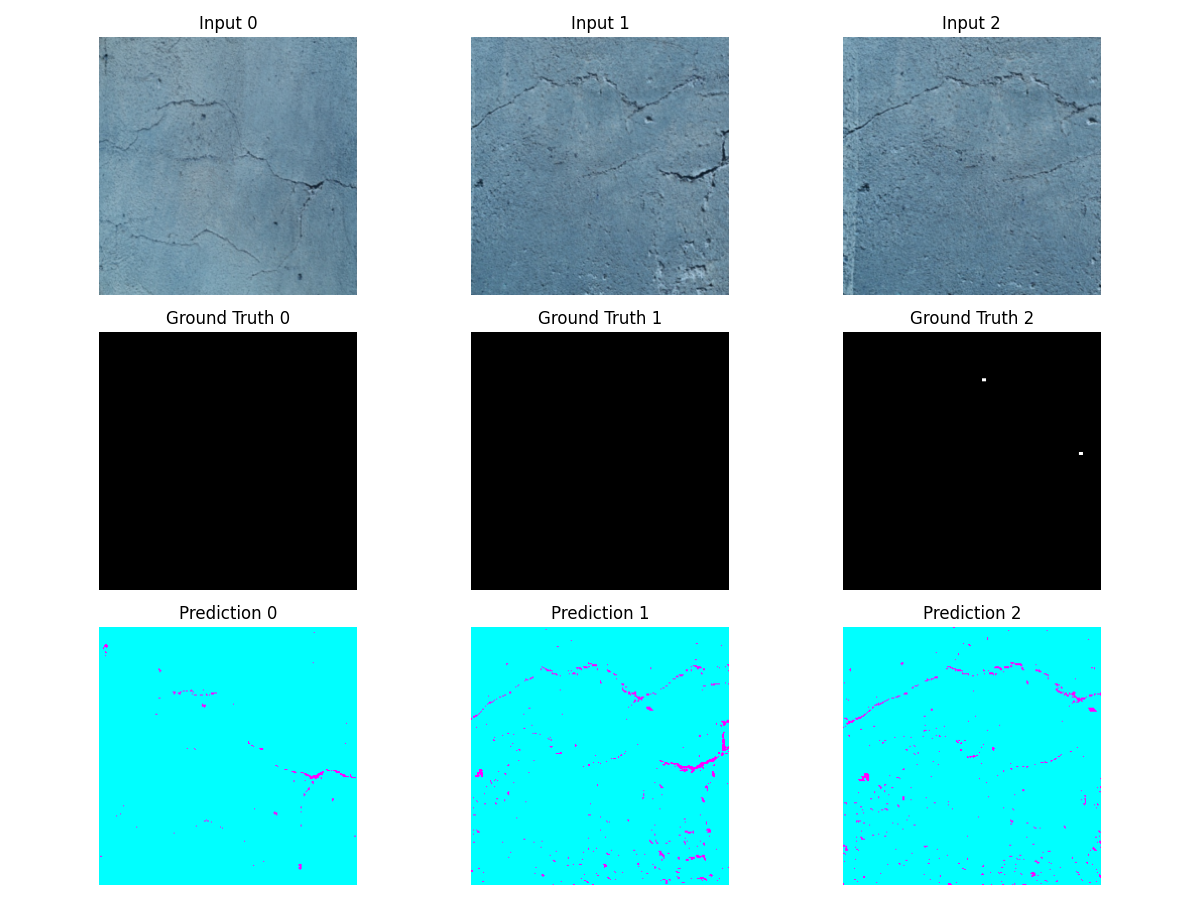 Input 0
Input 1
Input 2
Ground Truth 0
Ground Truth 1
Ground Truth 2
Prediction 0
Prediction 1
Prediction 2